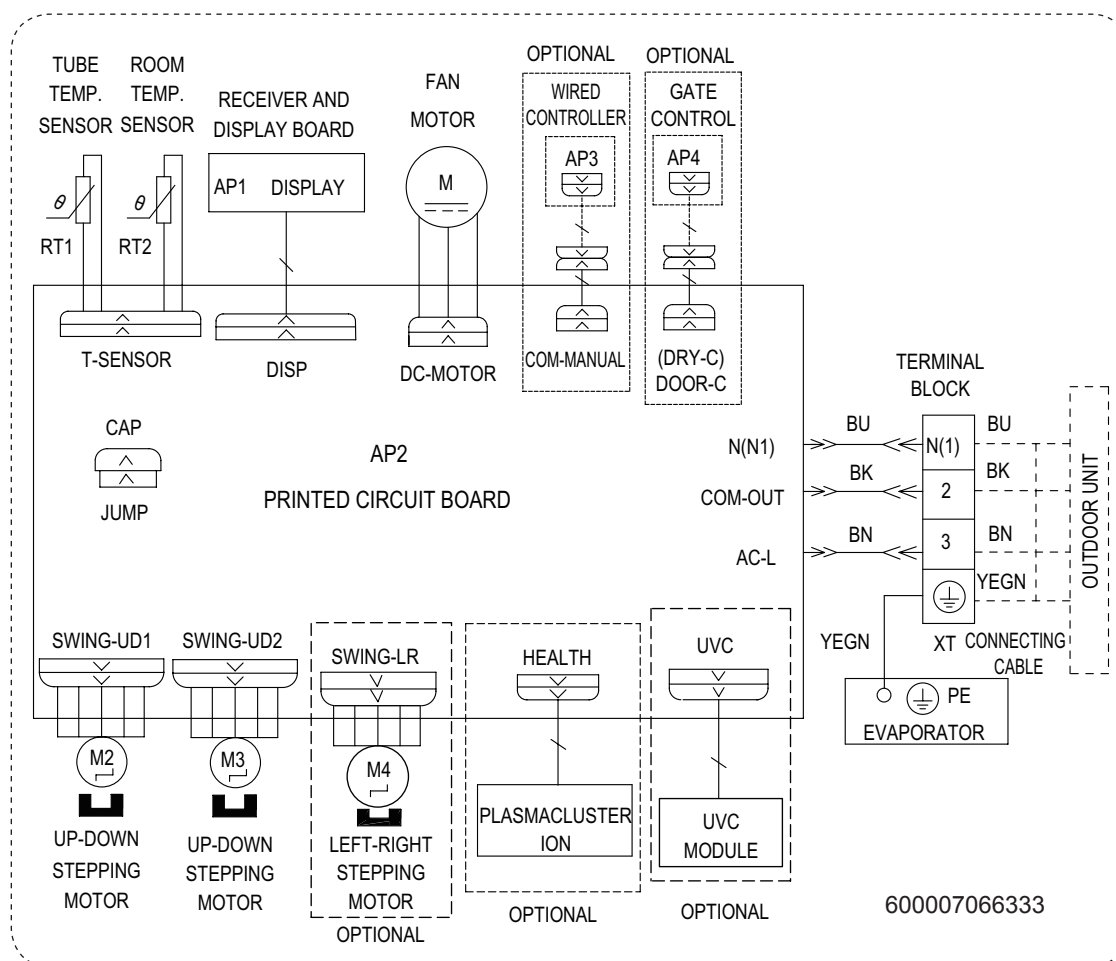 TUBE
TEMP.
SENSOR
ROOM
TEMP.
SENSOR
RECEIVER AND
DISPLAY BOARD
FAN
MOTOR
OPTIONAL
WIRED
CONTROLLER
OPTIONAL
GATE
CONTROL
AP1 DISPLAY
M
AP3
AP4
θ
RT1
θ
RT2
T-SENSOR
DISP
DC-MOTOR
COM-MANUAL
(DRY-C)
DOOR-C
TERMINAL
BLOCK
CAP
JUMP
AP2
PRINTED CIRCUIT BOARD
N(N1)
BU
N(1)
BU
COM-OUT
BK
2
BK
AC-L
BN
3
BN
YEGN
OUTDOOR UNIT
YEGN
XT
CONNECTING
CABLE
PE
EVAPORATOR
SWING-UD1
SWING-UD2
SWING-LR
HEALTH
UVC
M2
M3
M4
UP-DOWN
STEPPING
MOTOR
UP-DOWN
STEPPING
MOTOR
LEFT-RIGHT
STEPPING
MOTOR
OPTIONAL
PLASMACLUSTER
ION
OPTIONAL
UVC
MODULE
OPTIONAL
600007066333